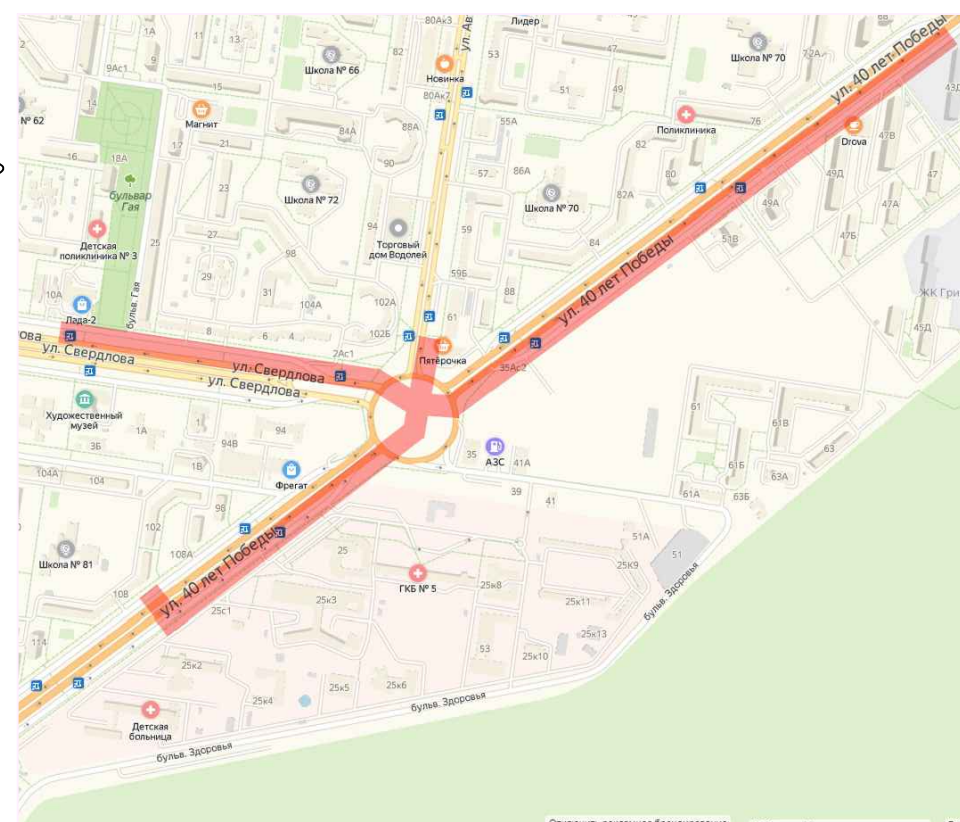 80Ак3
ул. Ав
Лидер
1А
11
13
9
82
53
47
Школа № 66
Школа № 70
72А
ул. 40 лет Победы
9Ас1
Новинка
43Д
15
51
49
14
80Ак7
№ 62
Магнит
55А
Поликлиника
76
84А
88А
Drova
47В
17
21
82
16
18А
90
57
86А
80
49Д
47
23
бульвар
Гая
Школа № 72
Школа № 70
82А
49А
47А
94
59
Детская
поликлиника № 3
25
27
Торговый
дом Водолей
84
51В
47Б
98
29
59Б
10А
31
88
ул. 40 лет Победы
ЖК Гри
104А
102А
бульв. Гая
Лада-2
61
45Д
8
6
4
102Б
ова
ул. Свердлова
2Ас1
Пятёрочка
ул. Свердлова
35Ас2
ул. Свердлова
Художественный
музей
61
1А
94
61В
3Б
94В
35
АЗС
41А
63
1В
61Б
104А
104
63А
Фрегат
39
41
61А
63Б
98
102
51А
108А
25
51
Школа № 81
25К9
ул. 40 лет Победы
ГКБ № 5
25к8
108
25к3
25к11
25с1
бульв. Здоровья
114
25к13
53
25к10
25к2
25к5
25к6
25к4
бульв. Здоровья
Детская
больница
бульв. Здоровья